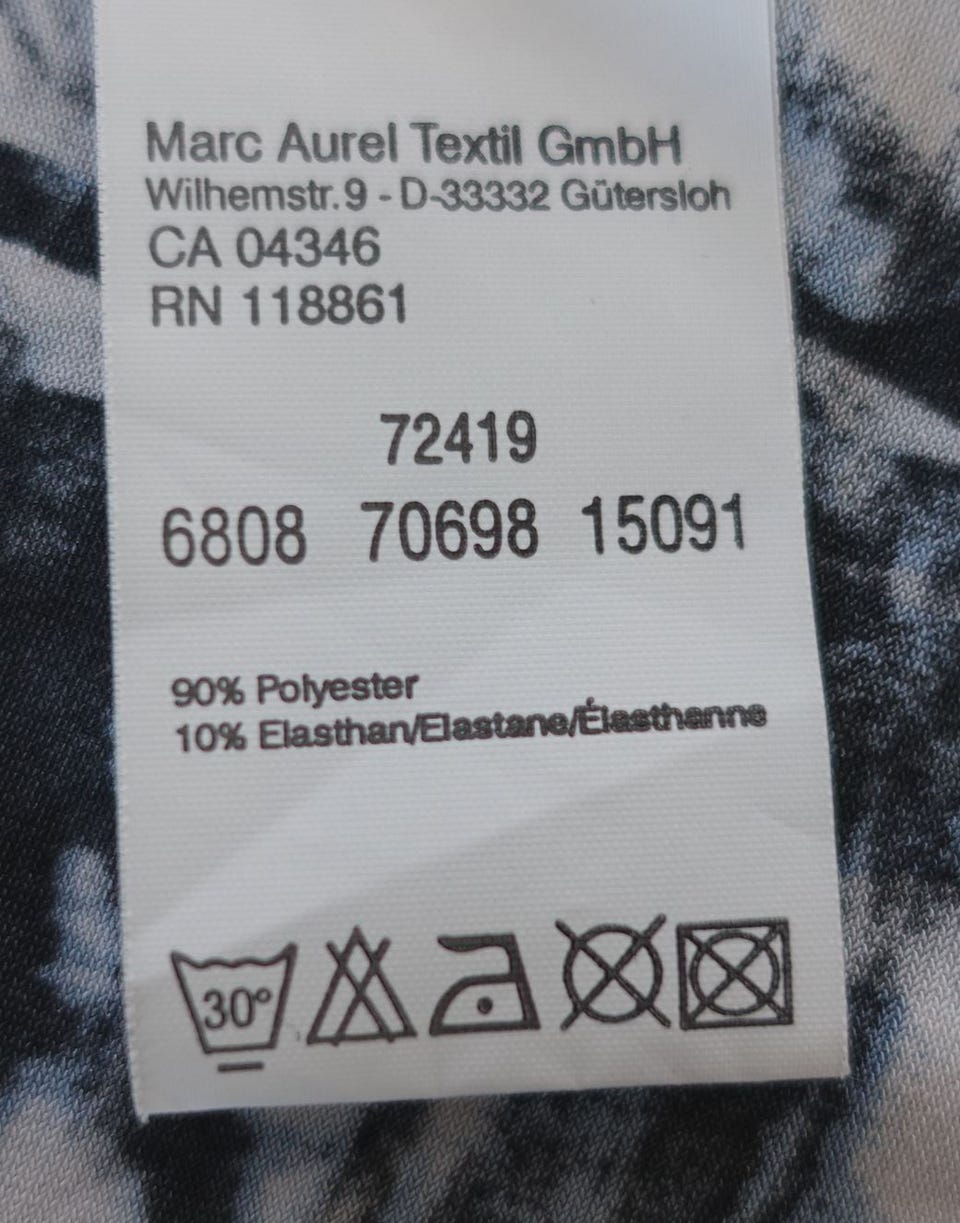 Marc Aurel Textil GmbH
Wilhemstr.9 - D-33332 Gütersloh
CA 04346
RN 118861
72419
6808 70698 15091
90% Polyester
10% Elasthan/Elastane/Élasthanne
30°